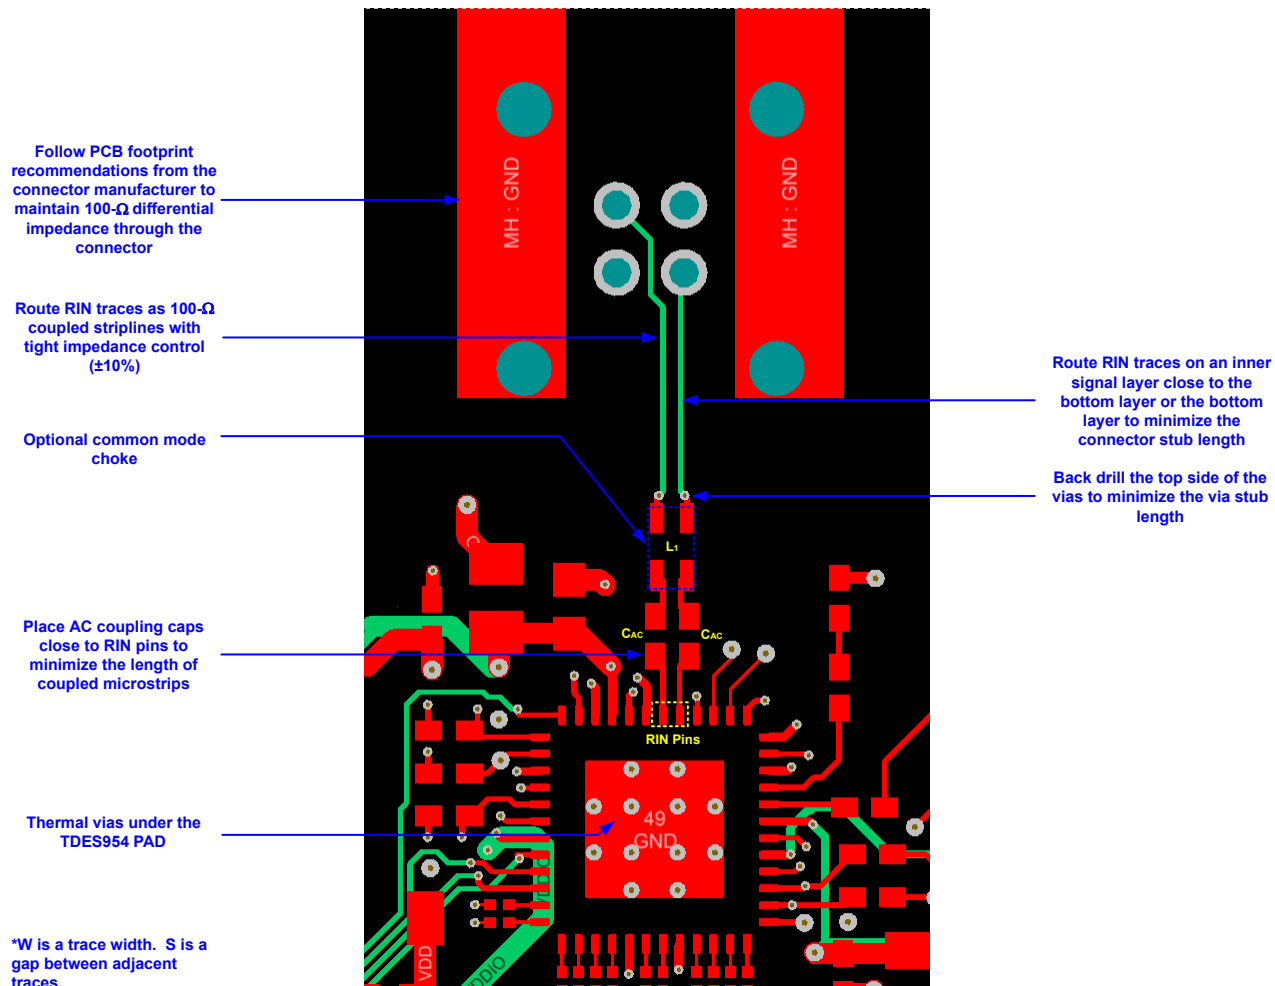 Follow PCB footprint
recommendations from the
connector manufacturer to
maintain 100-Ω differential
impedance through the
connector
Route RIN traces as 100-Ω
coupled striplines with
tight impedance control
(±10%)
Optional common mode
choke
Place AC coupling caps
close to RIN pins to
minimize the length of
coupled microstrips
Thermal vias under the
TDES954 PAD
*W is a trace width. S is a
gap between adjacent
traces.
MH : GND
MH : GND
L1
CAC
CAC
RIN Pins
49
GND
VDD
Route RIN traces on an inner
signal layer close to the
bottom layer or the bottom
layer to minimize the
connector stub length
Back drill the top side of the
vias to minimize the via stub
length